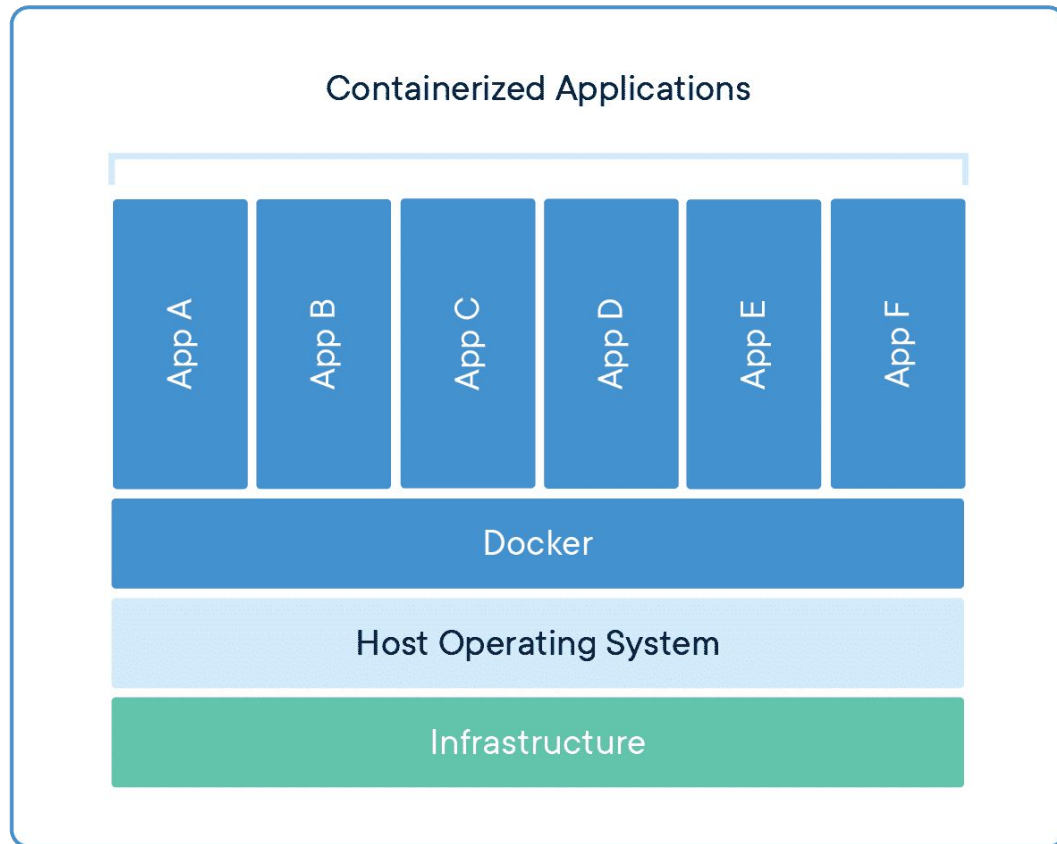 Containerized Applications
App A
App B
App C
App D
App E
App F
Docker
Host Operating System
Infrastructure